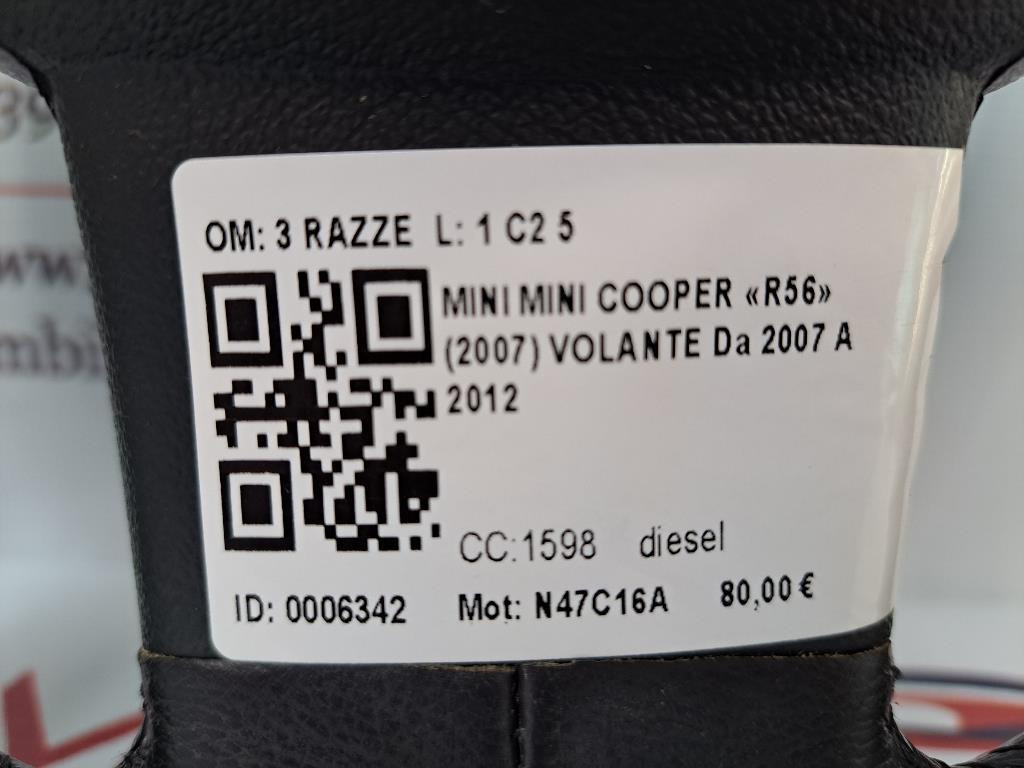 OM: 3 RAZZE L: 1 C2 5
MINI MINI COOPER «R56»
(2007) VOLANTE Da 2007 A
2012
CC:1598 diesel
ID: 0006342 Mot: N47C16A 80,00 €